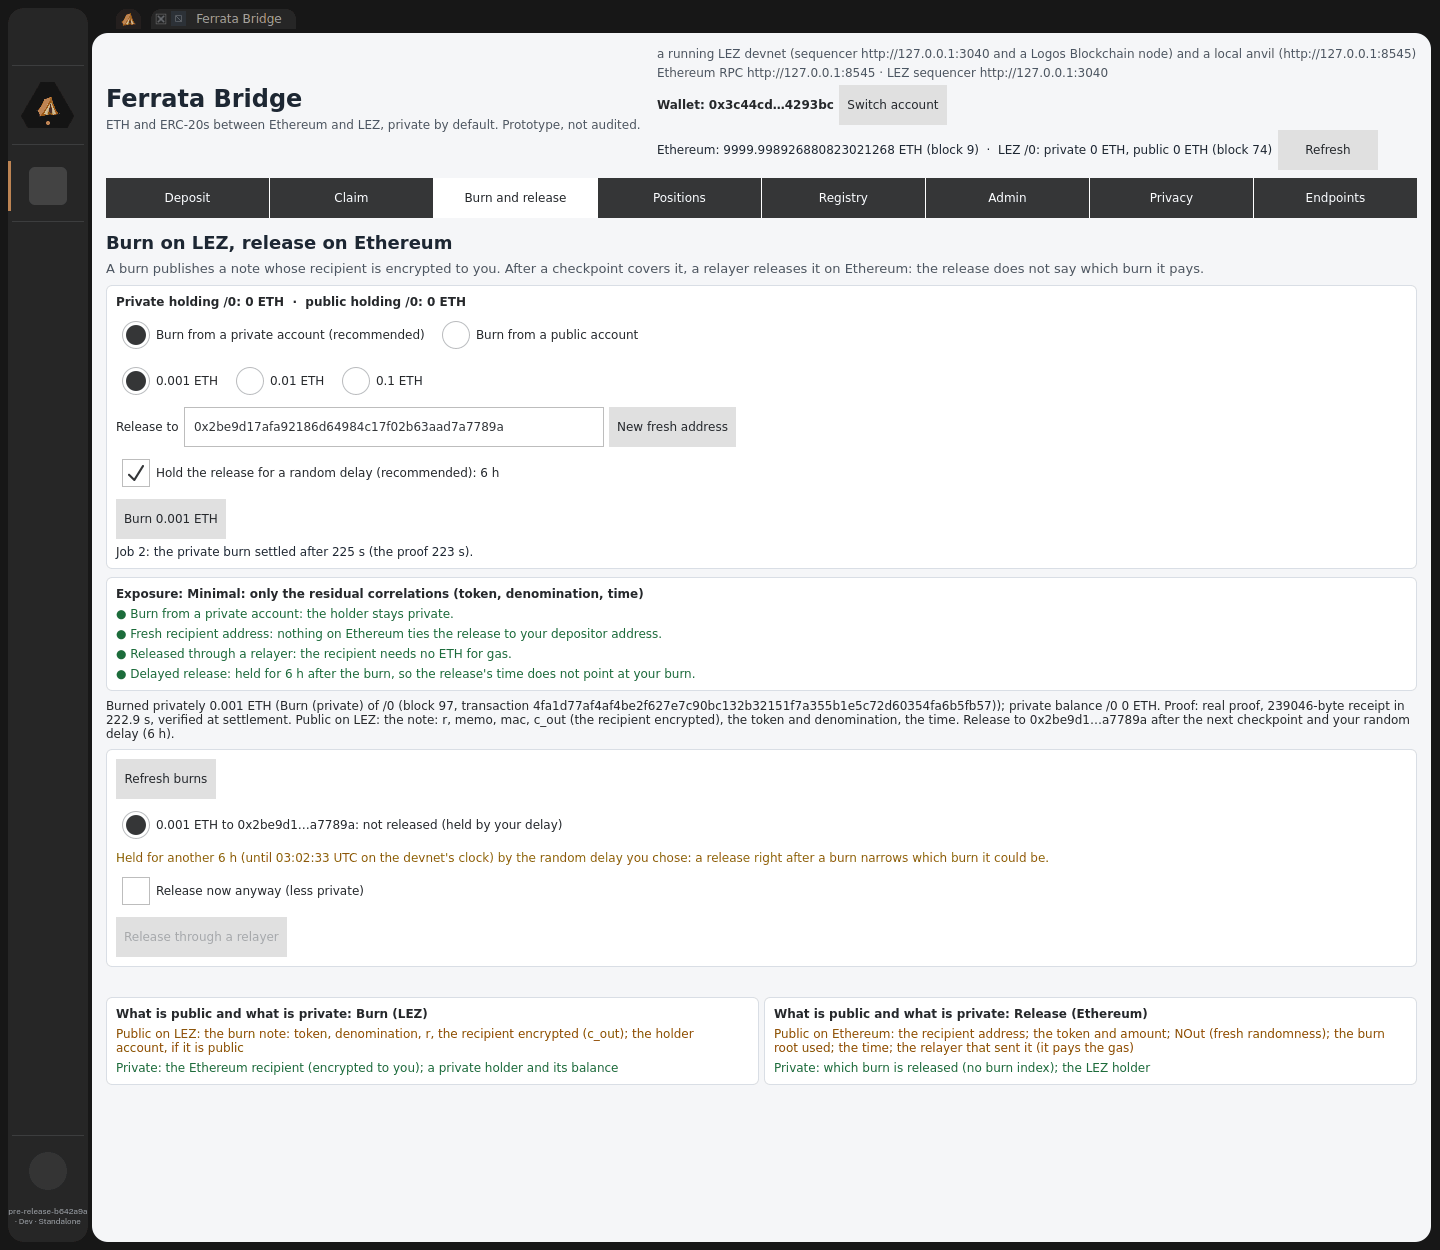 Ferrata Bridge
a running LEZ devnet (sequencer http://127.0.0.1:3040 and a Logos Blockchain node) and a local anvil (http://127.0.0.1:8545)
Ethereum RPC http://127.0.0.1:8545 · LEZ sequencer http://127.0.0.1:3040
Ferrata Bridge
ETH and ERC-20s between Ethereum and LEZ, private by default. Prototype, not audited.
Wallet: 0x3c44cd…4293bc Switch account
Ethereum: 9999.998926880823021268 ETH (block 9) · LEZ /0: private 0 ETH, public 0 ETH (block 74) Refresh
Deposit Claim Burn and release Positions Registry Admin Privacy Endpoints
Burn on LEZ, release on Ethereum
A burn publishes a note whose recipient is encrypted to you. After a checkpoint covers it, a relayer releases it on Ethereum: the release does not say which burn it pays.
Private holding /0: 0 ETH · public holding /0: 0 ETH
Burn from a private account (recommended) Burn from a public account
0.001 ETH 0.01 ETH 0.1 ETH
Release to 0x2be9d17afa92186d64984c17f02b63aad7a7789a New fresh address
Hold the release for a random delay (recommended): 6 h
Burn 0.001 ETH
Job 2: the private burn settled after 225 s (the proof 223 s).
Exposure: Minimal: only the residual correlations (token, denomination, time)
● Burn from a private account: the holder stays private.
● Fresh recipient address: nothing on Ethereum ties the release to your depositor address.
● Released through a relayer: the recipient needs no ETH for gas.
● Delayed release: held for 6 h after the burn, so the release's time does not point at your burn.
Burned privately 0.001 ETH (Burn (private) of /0 (block 97, transaction 4fa1d77af4af4be2f627e7c90bc132b32151f7a355b1e5c72d60354fa6b5fb57)); private balance /0 0 ETH. Proof: real proof, 239046-byte receipt in
222.9 s, verified at settlement. Public on LEZ: the note: r, memo, mac, c_out (the recipient encrypted), the token and denomination, the time. Release to 0x2be9d1…a7789a after the next checkpoint and your random
delay (6 h).
Refresh burns
0.001 ETH to 0x2be9d1…a7789a: not released (held by your delay)
Held for another 6 h (until 03:02:33 UTC on the devnet's clock) by the random delay you chose: a release right after a burn narrows which burn it could be.
Release now anyway (less private)
Release through a relayer
What is public and what is private: Burn (LEZ)
Public on LEZ: the burn note: token, denomination, r, the recipient encrypted (c_out); the holder
account, if it is public
Private: the Ethereum recipient (encrypted to you); a private holder and its balance
What is public and what is private: Release (Ethereum)
Public on Ethereum: the recipient address; the token and amount; NOut (fresh randomness); the burn
root used; the time; the relayer that sent it (it pays the gas)
Private: which burn is released (no burn index); the LEZ holder
pre-release-b642a9a
· Dev · Standalone